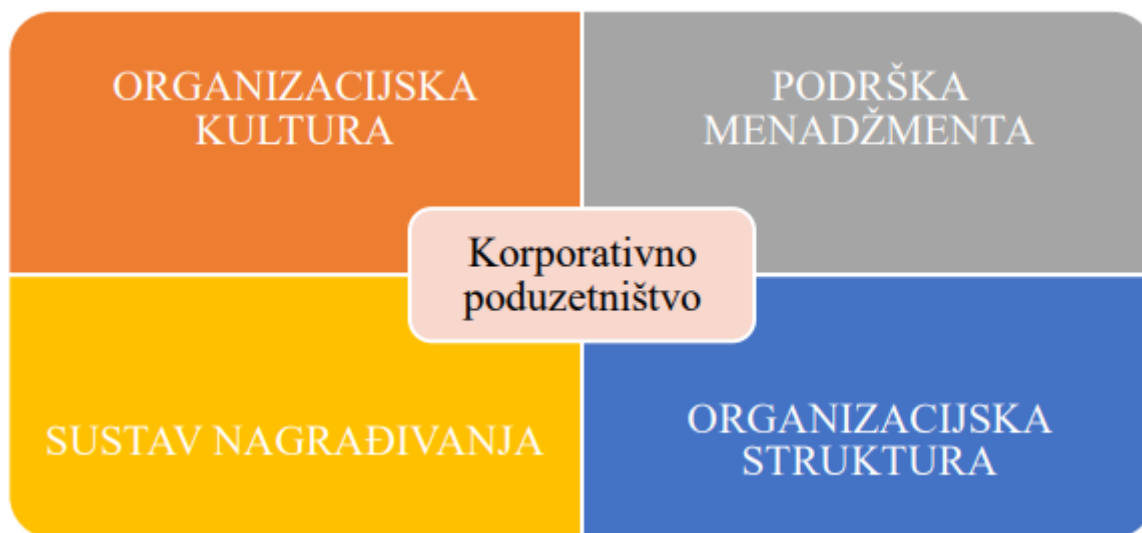 ORGANIZACIJSKA
KULTURA
PODRŠKA
MENADŽMENTA
Korporativno
poduzetništvo
SUSTAV NAGRAĐIVANJA
ORGANIZACIJSKA
STRUKTURA